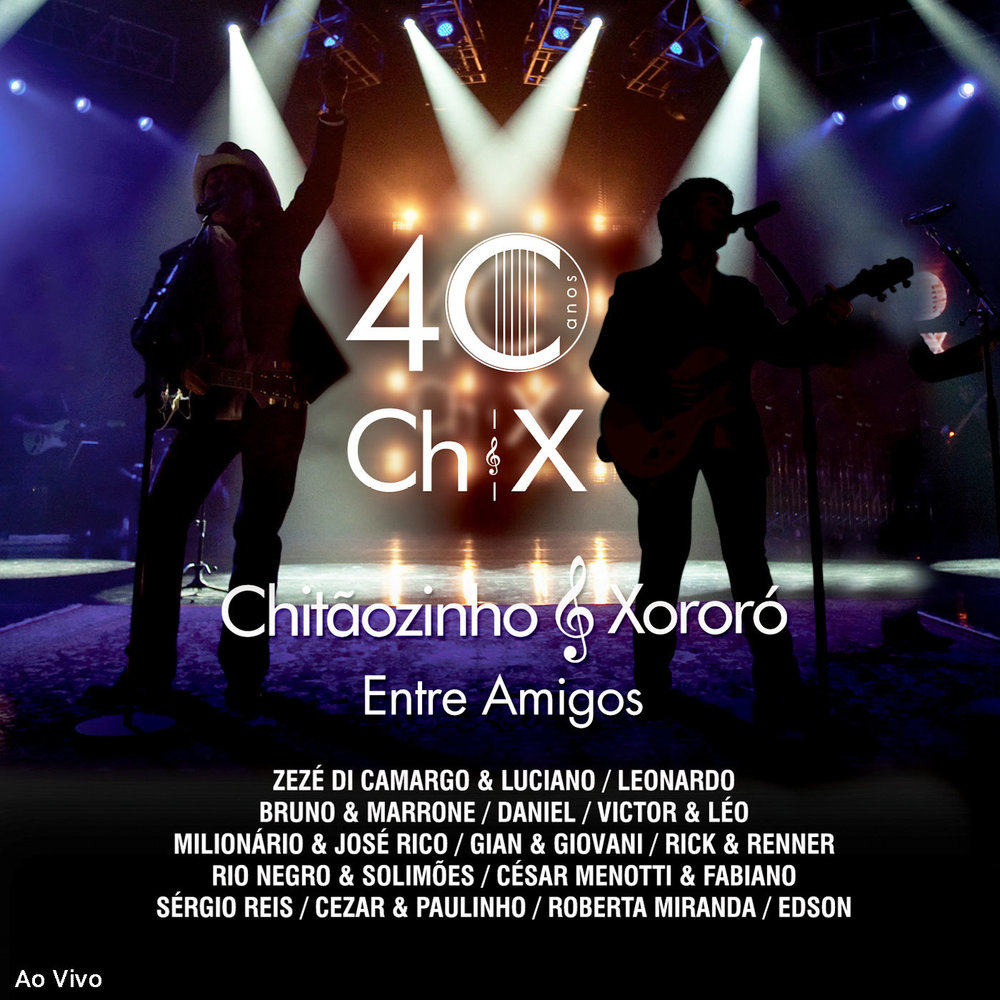 40
anos
Ch X
Chitãozinho & Xororó
Entre Amigos
ZEZÉ DI CAMARGO & LUCIANO / LEONARDO
BRUNO & MARRONE / DANIEL / VICTOR & LÉO
MILIONÁRIO & JOSÉ RICO / GIAN & GIOVANI / RICK & RENNER
RIO NEGRO & SOLIMÕES / CÉSAR MENOTTI & FABIANO
SÉRGIO REIS / CEZAR & PAULINHO / ROBERTA MIRANDA / EDSON
Ao Vivo